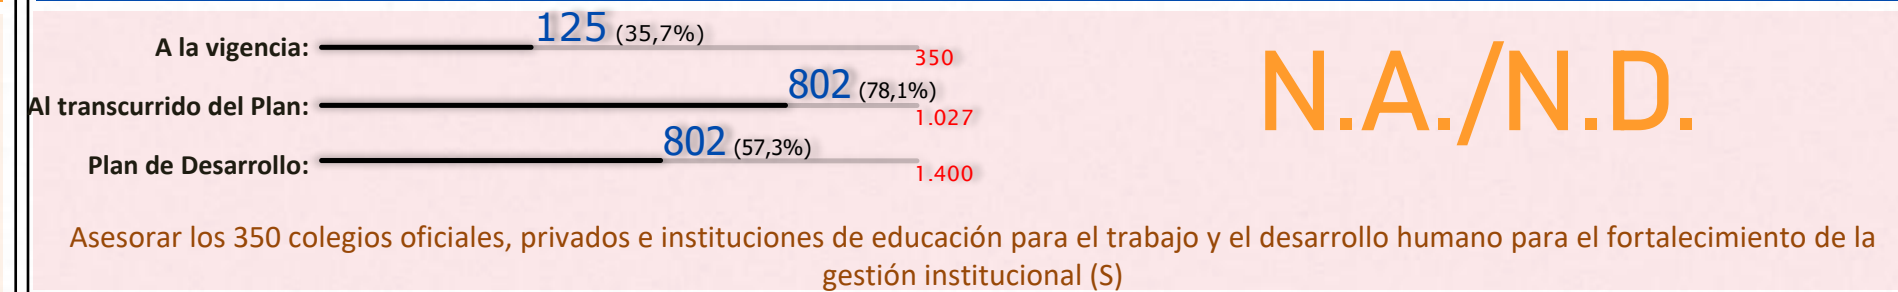 A la vigencia: 125 (35,7%) 350
Al transcurrido del Plan: 802 (78,1%) 1.027
Plan de Desarrollo: 802 (57,3%) 1.400
N.A./N.D.
Asesorar los 350 colegios oficiales, privados e instituciones de educación para el trabajo y el desarrollo humano para el fortalecimiento de la
gestión institucional (S)